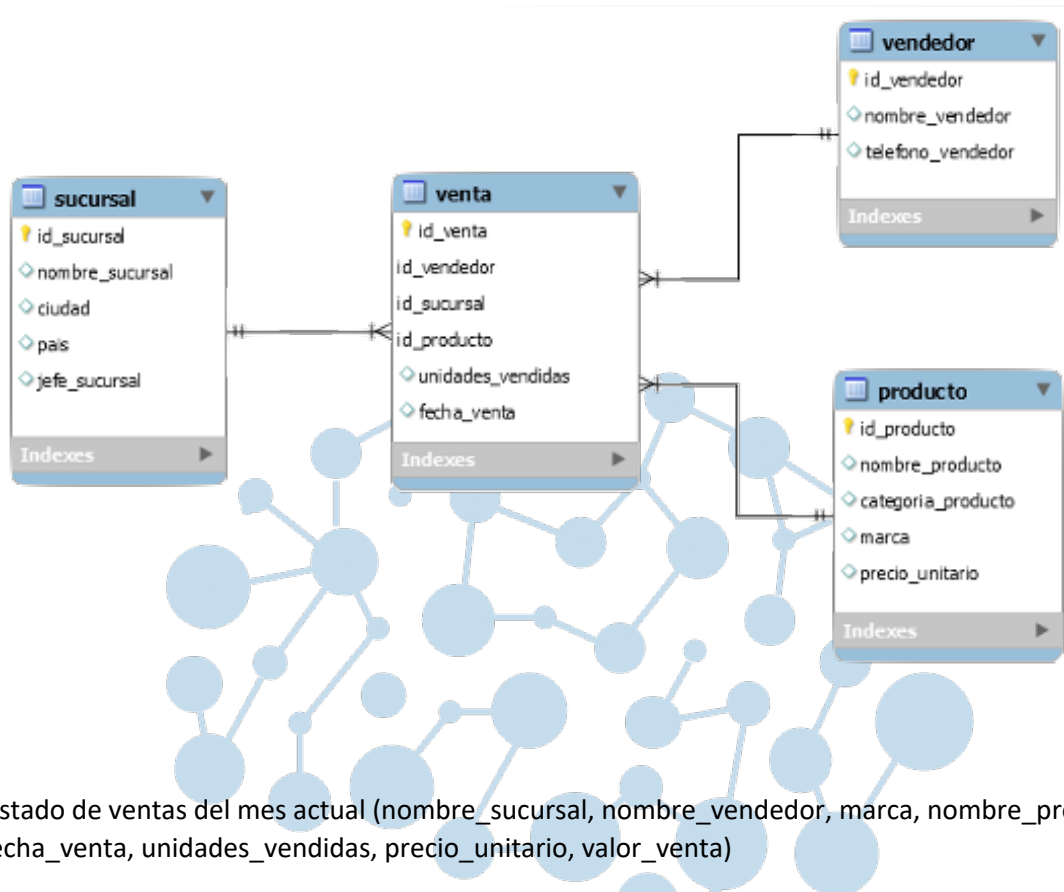 vendedor
id_vendedor
nombre_vendedor
telefono_vendedor
Indexes
sucursal
id_sucursal
nombre_sucursal
ciudad
pais
jefe_sucursal
Indexes
venta
id_venta
id_vendedor
id_sucursal
id_producto
unidades_vendidas
fecha_venta
Indexes
producto
id_producto
nombre_producto
categoria_producto
marca
precio_unitario
Indexes
stado de ventas del mes actual (nombre_sucursal, nombre_vendedor, marca, nombre_pro
echa_venta, unidades_vendidas, precio_unitario, valor_venta)